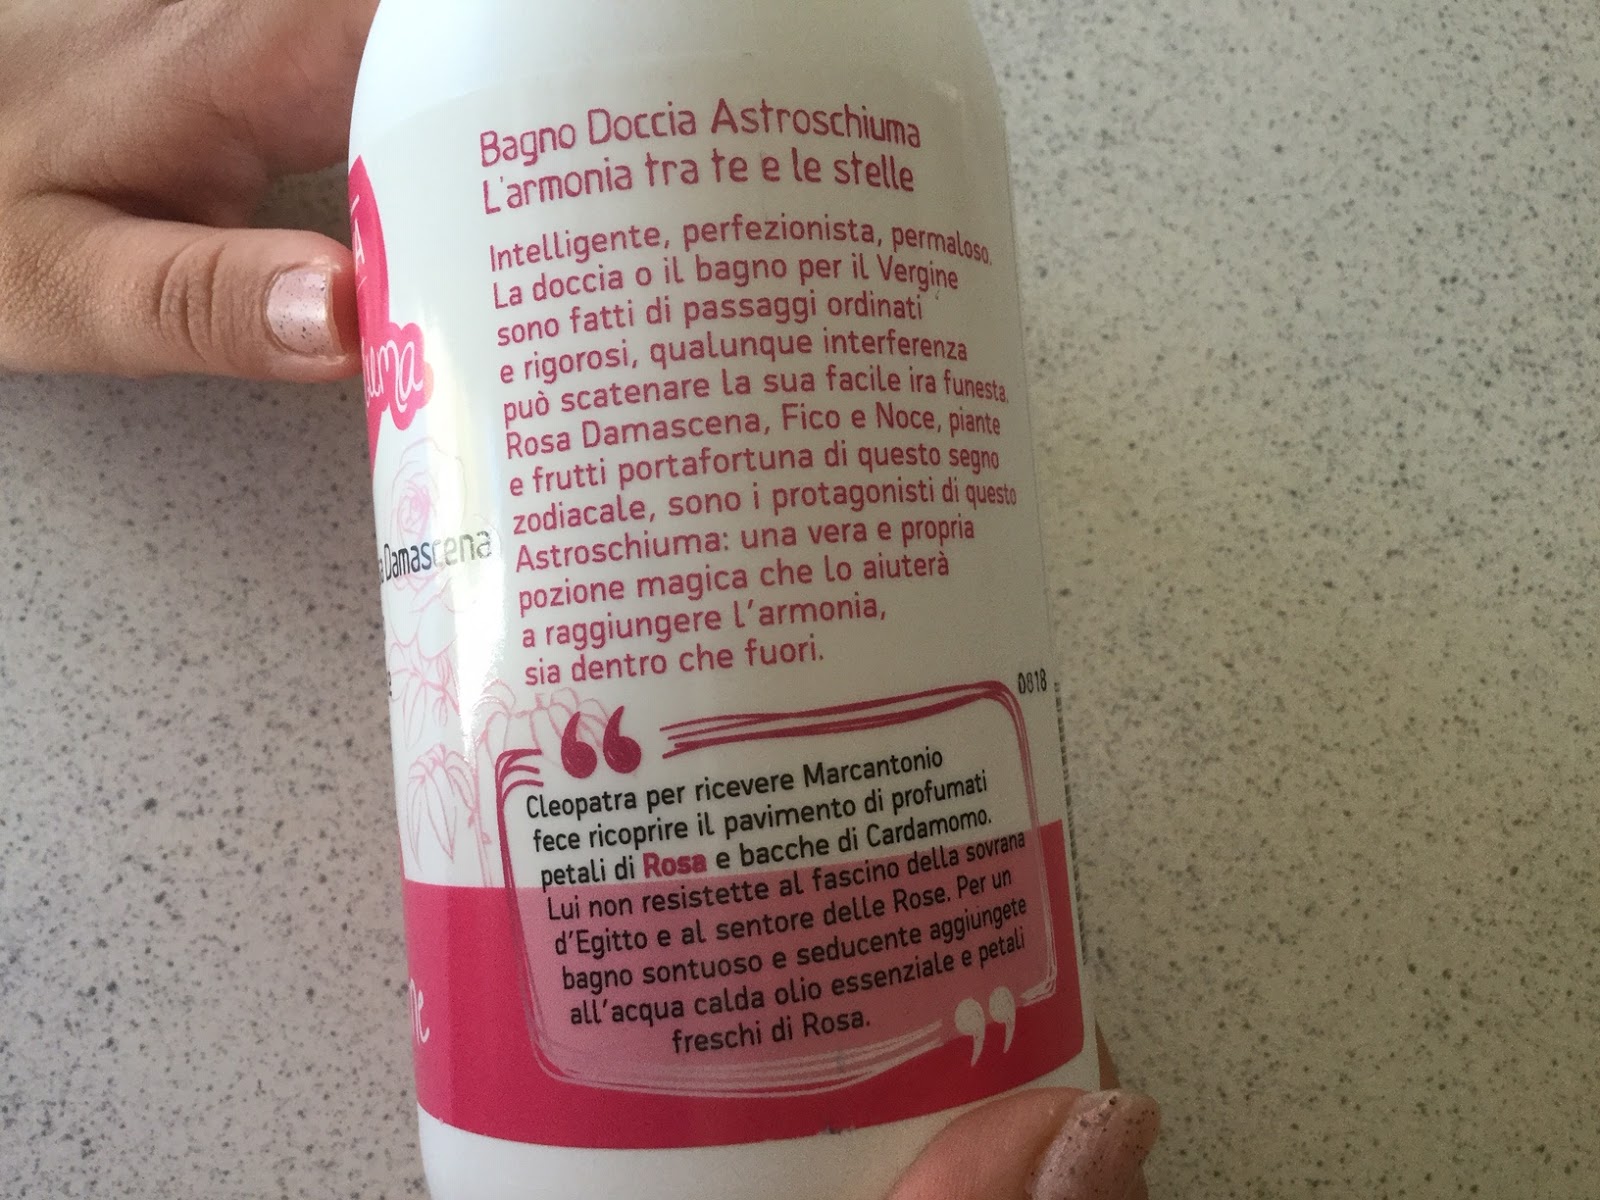 Bagno Doccia Astroschiuma
L'armonia tra te e le stelle
Intelligente, perfezionista, permaloso.
La doccia o il bagno per il Vergine
sono fatti di passaggi ordinati
e rigorosi, qualunque interferenza
può scatenare la sua facile ira funesta.
Rosa Damascena, Fico e Noce, piante
e frutti portafortuna di questo segno
zodiacale, sono i protagonisti di questo
Astroschiuma: una vera e propria
pozione magica che lo aiuterà
a raggiungere l'armonia,
sia dentro che fuori.
Damascena
0818
“
Cleopatra per ricevere Marcantonio
fece ricoprire il pavimento di profumati
petali di Rosa e bacche di Cardamomo.
Lui non resistette al fascino della sovrana
d'Egitto e al sentore delle Rose. Per un
bagno sontuoso e seducente aggiungete
all'acqua calda olio essenziale e petali
freschi di Rosa.
”